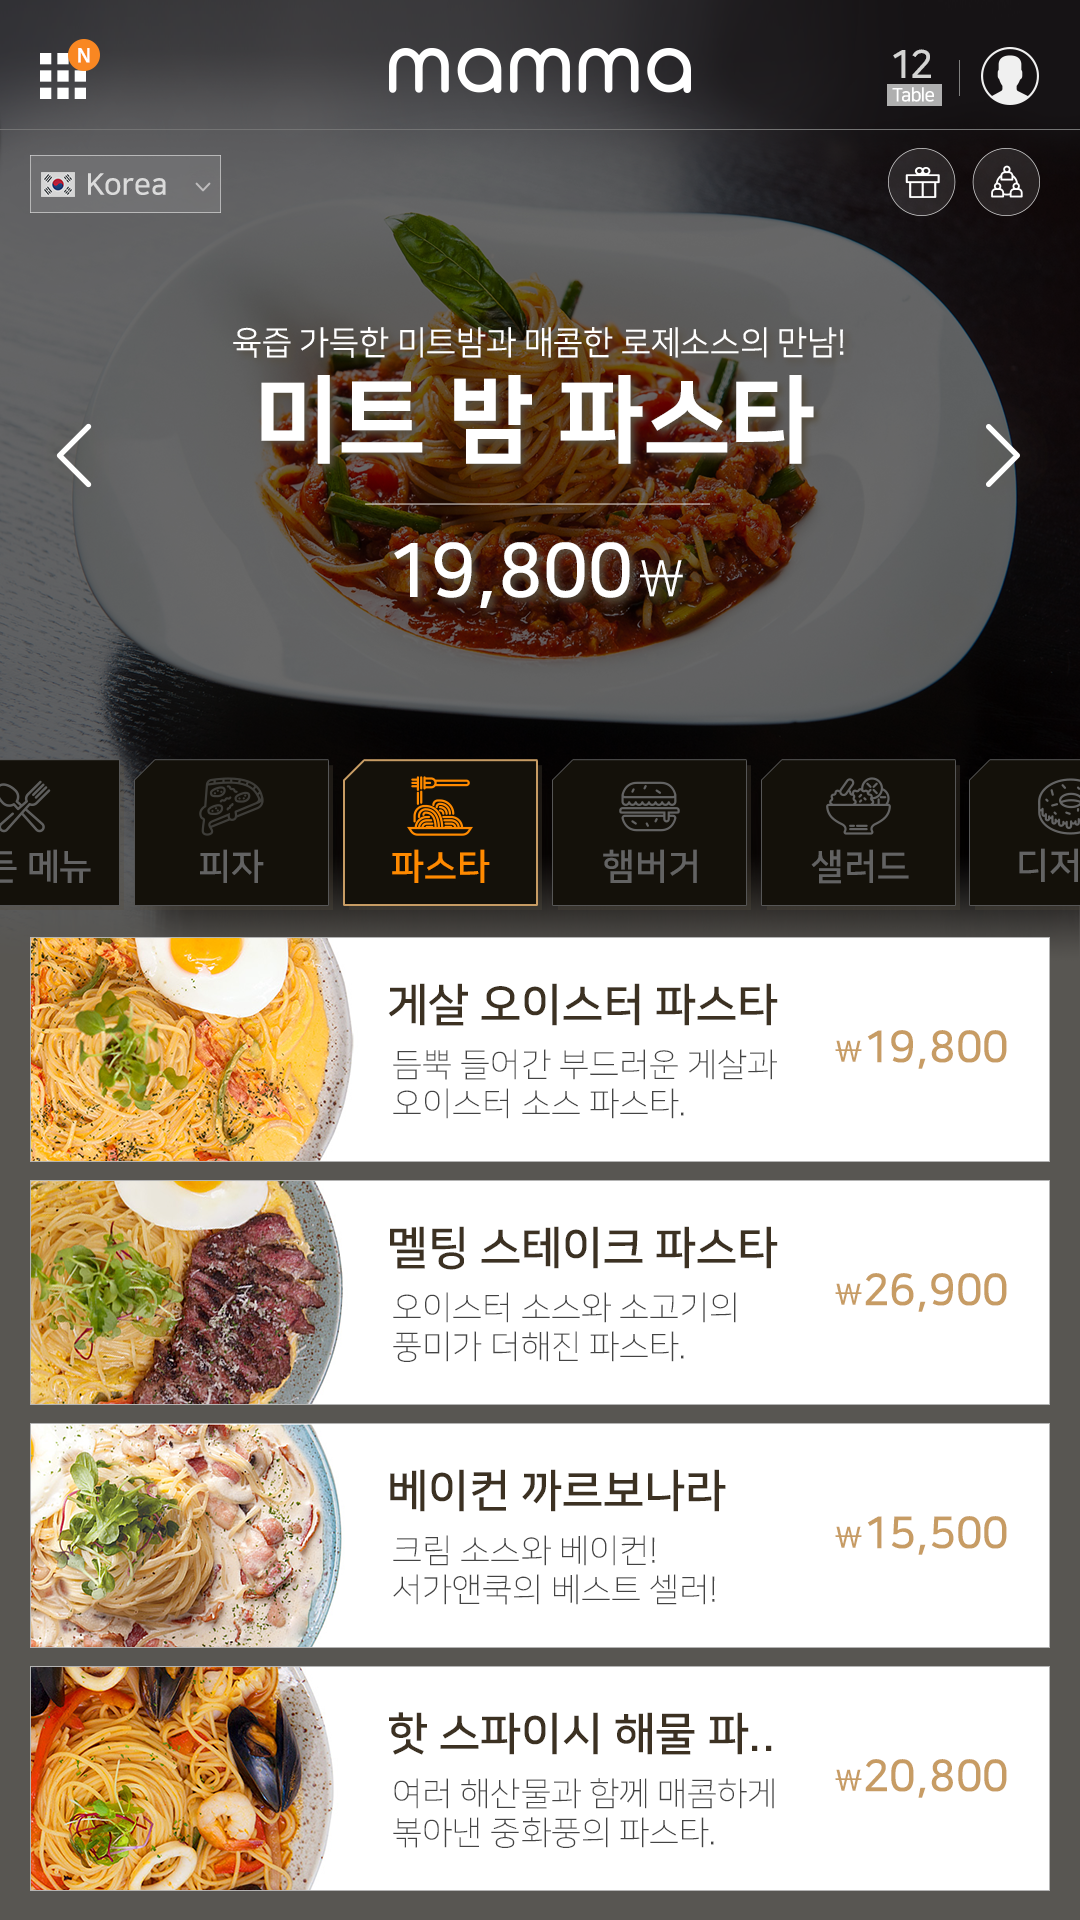 N
mamma
12
Table
Korea
육즙 가득한 미트밤과 매콤한 로제소스의 만남!
미트 밤 파스타
19,800₩
든 메뉴
피자
파스타
햄버거
샐러드
디저
게살 오이스터 파스타
듬뿍 들어간 부드러운 게살과
오이스터 소스 파스타.
₩19,800
멜팅 스테이크 파스타
오이스터 소스와 소고기의
풍미가 더해진 파스타.
₩26,900
베이컨 까르보나라
크림 소스와 베이컨!
서가앤쿡의 베스트 셀러!
₩15,500
핫 스파이시 해물 파..
여러 해산물과 함께 매콤하게
볶아낸 중화풍의 파스타.
₩20,800